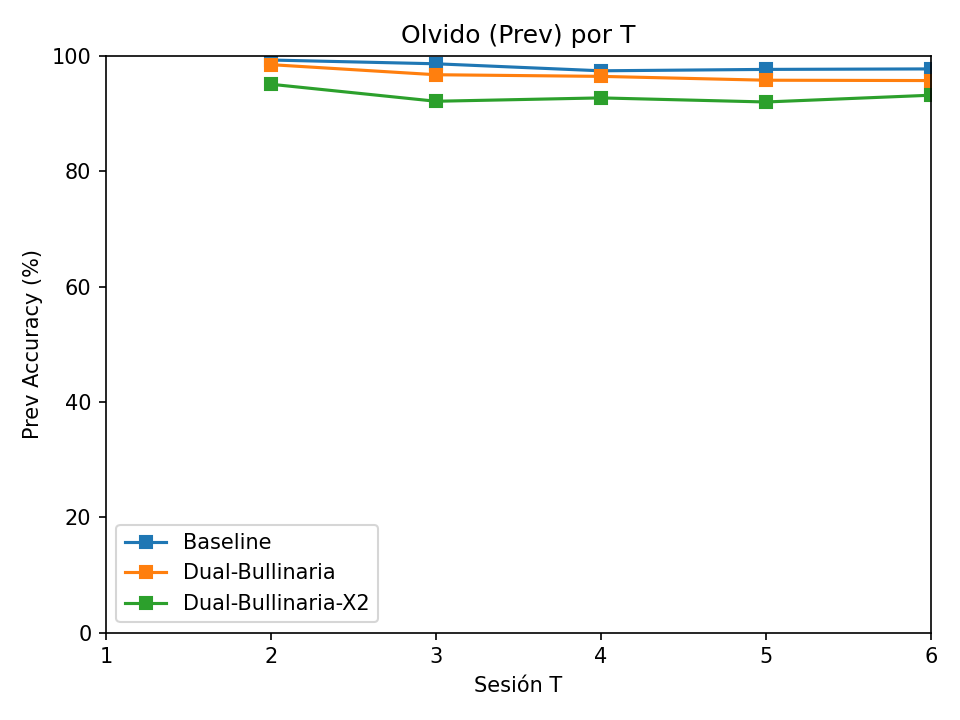 Olvido (Prev) por T
Prev Accuracy (%)
100
80
60
40
20
0
Baseline
Dual-Bullinaria
Dual-Bullinaria-X2
1 2 3 4 5 6
Sesión T